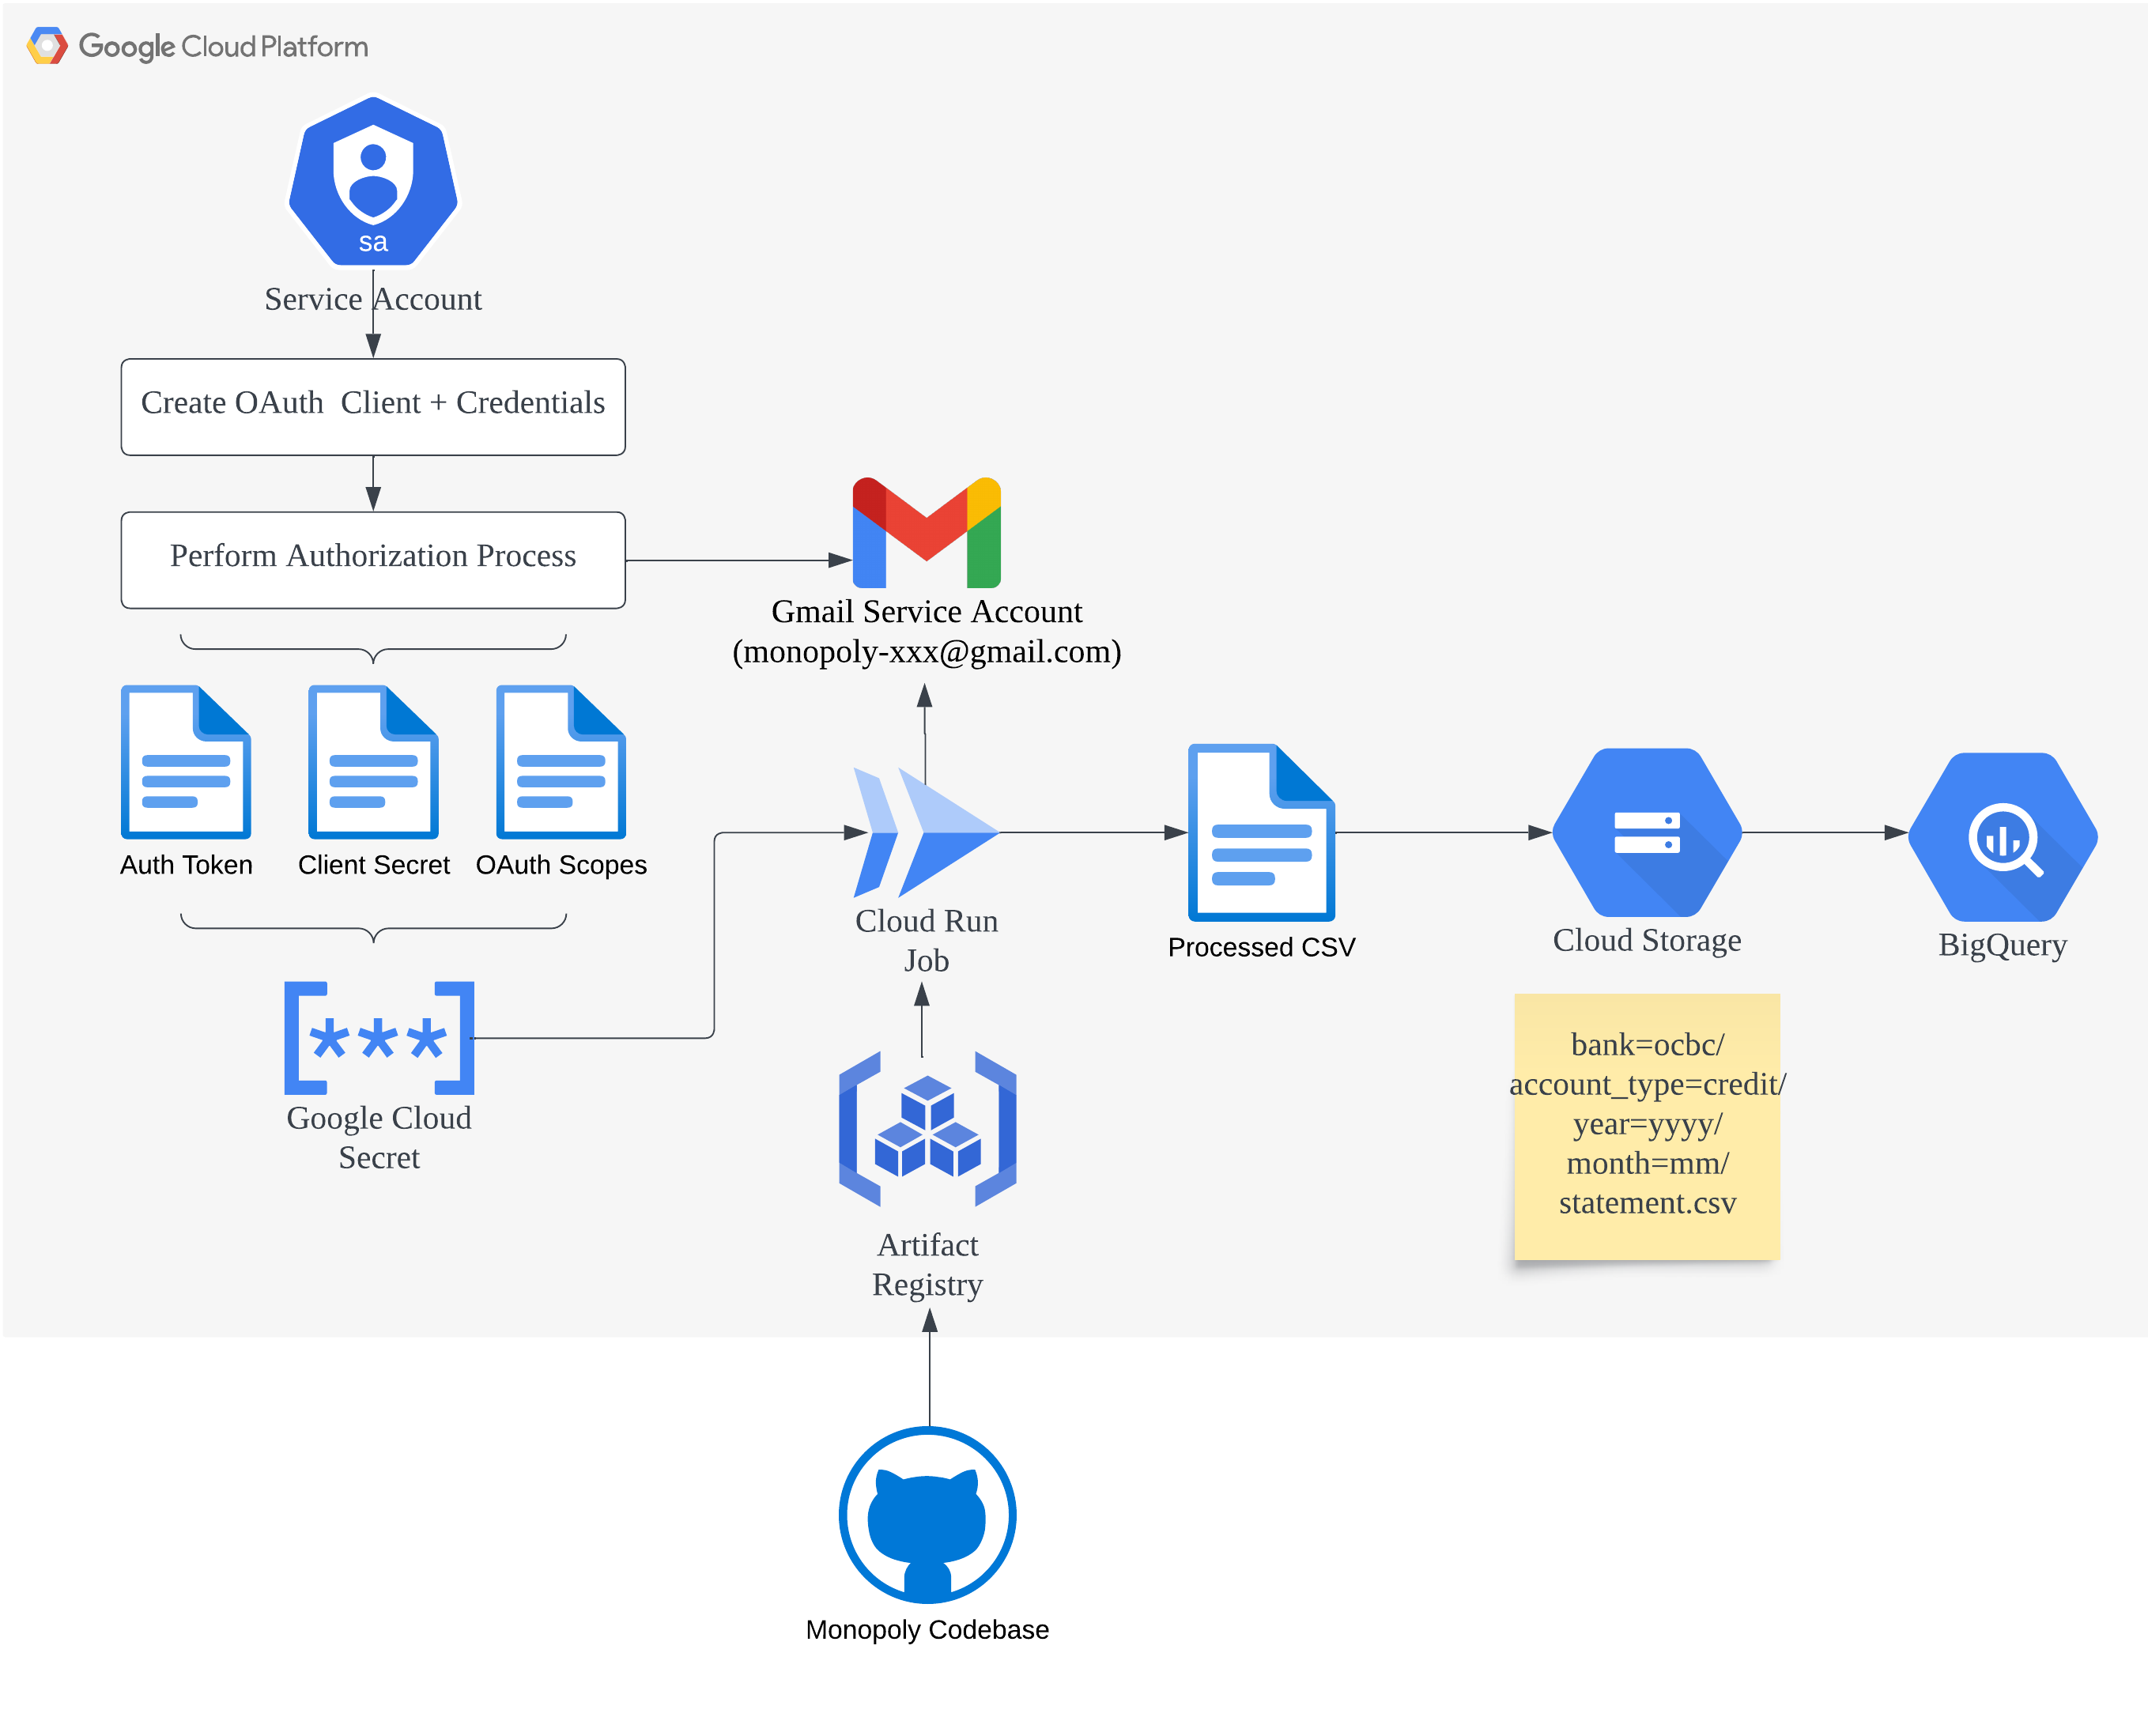 Google Cloud Platform
sa
Service Account
Create OAuth  Client + Credentials
Perform Authorization Process
Gmail Service Account
(monopoly-xxx@gmail.com)
Auth Token
Client Secret
OAuth Scopes
Google Cloud
Secret
Cloud Run
Job
Processed CSV
Cloud Storage
BigQuery
bank=ocbc/
account_type=credit/
year=yyyy/
month=mm/
statement.csv
Artifact
Registry
Monopoly Codebase